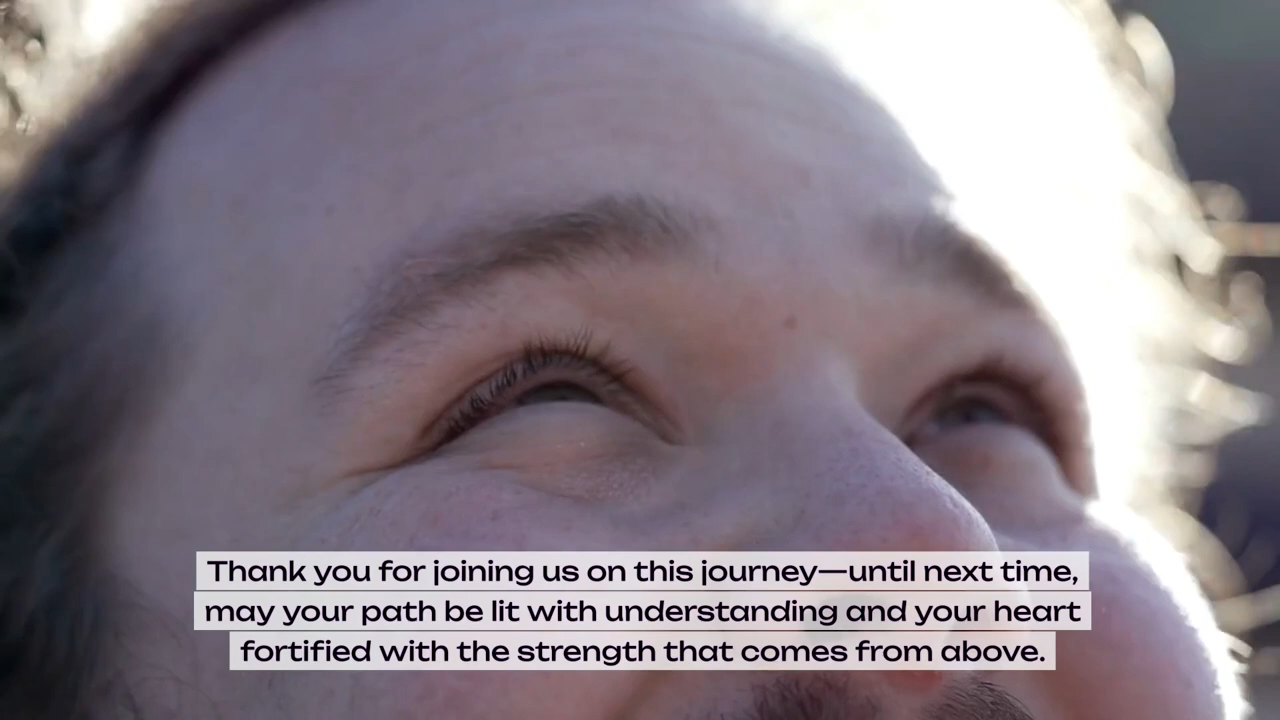 Thank you for joining us on this journey—until next time,
may your path be lit with understanding and your heart
fortified with the strength that comes from above.